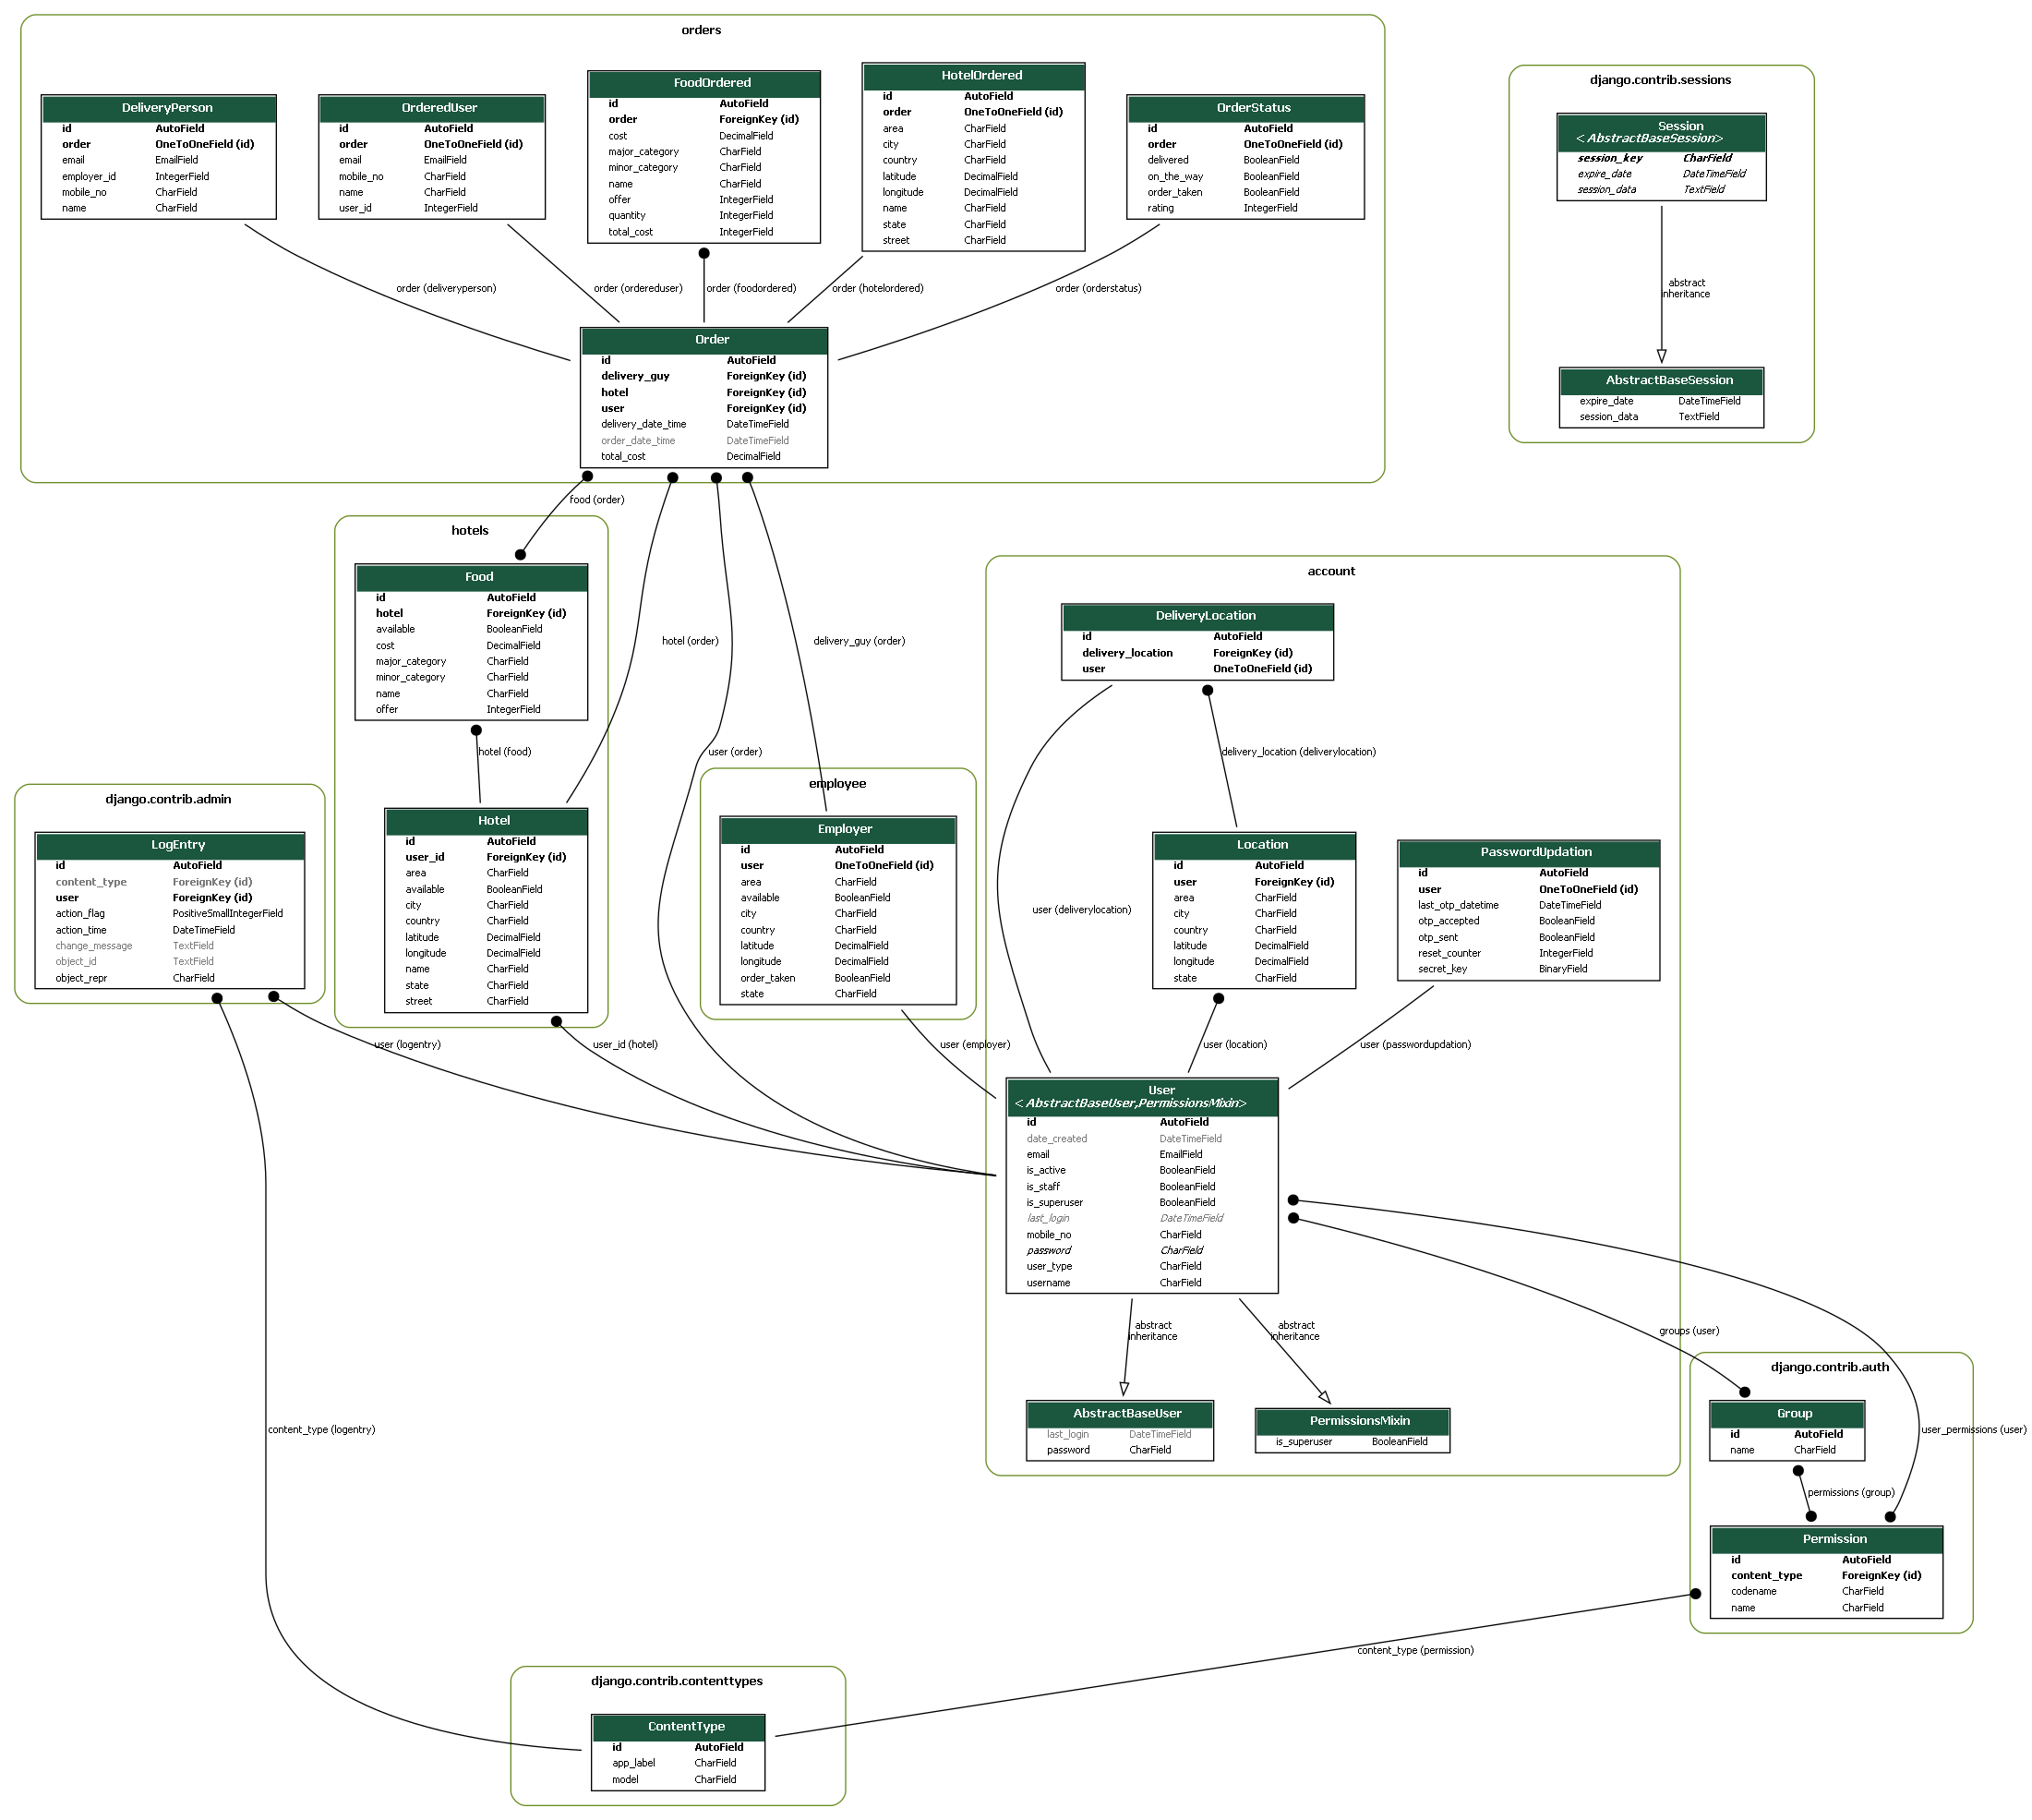 orders
DeliveryPerson
id AutoField
order OneToOneField (id)
email EmailField
employer_id IntegerField
mobile_no CharField
name CharField
OrderedUser
id AutoField
order OneToOneField (id)
email EmailField
mobile_no CharField
name CharField
user_id IntegerField
FoodOrdered
id AutoField
order ForeignKey (id)
cost DecimalField
major_category CharField
minor_category CharField
name CharField
offer IntegerField
quantity IntegerField
total_cost IntegerField
HotelOrdered
id AutoField
order OneToOneField (id)
area CharField
city CharField
country CharField
latitude DecimalField
longitude DecimalField
name CharField
state CharField
street CharField
OrderStatus
id AutoField
order OneToOneField (id)
delivered BooleanField
on_the_way BooleanField
order_taken BooleanField
rating IntegerField
order (deliveryperson)
order (ordereduser)
order (foodordered)
order (hotelordered)
order (orderstatus)
Order
id AutoField
delivery_guy ForeignKey (id)
hotel ForeignKey (id)
user ForeignKey (id)
delivery_date_time DateTimeField
order_date_time DateTimeField
total_cost DecimalField
django.contrib.sessions
Session
<AbstractBaseSession>
session_key CharField
expire_date DateTimeField
session_data TextField
abstract
inheritance
AbstractBaseSession
expire_date DateTimeField
session_data TextField
food (order)
hotels
Food
id AutoField
hotel ForeignKey (id)
available BooleanField
cost DecimalField
major_category CharField
minor_category CharField
name CharField
offer IntegerField
hotel (order)
delivery_guy (order)
hotel (food)
user (order)
Hotel
id AutoField
user_id ForeignKey (id)
area CharField
available BooleanField
city CharField
country CharField
latitude DecimalField
longitude DecimalField
name CharField
state CharField
street CharField
django.contrib.admin
LogEntry
id AutoField
content_type ForeignKey (id)
user ForeignKey (id)
action_flag PositiveSmallIntegerField
action_time DateTimeField
change_message TextField
object_id TextField
object_repr CharField
employee
Employer
id AutoField
user OneToOneField (id)
area CharField
available BooleanField
city CharField
country CharField
latitude DecimalField
longitude DecimalField
order_taken BooleanField
state CharField
account
DeliveryLocation
id AutoField
delivery_location ForeignKey (id)
user OneToOneField (id)
delivery_location (deliverylocation)
user (deliverylocation)
Location
id AutoField
user ForeignKey (id)
area CharField
city CharField
country CharField
latitude DecimalField
longitude DecimalField
state CharField
PasswordUpdation
id AutoField
user OneToOneField (id)
last_otp_datetime DateTimeField
otp_accepted BooleanField
otp_sent BooleanField
reset_counter IntegerField
secret_key BinaryField
user (logentry)
user_id (hotel)
user (employer)
user (location)
user (passwordupdation)
User
<AbstractBaseUser,PermissionsMixin>
id AutoField
date_created DateTimeField
email EmailField
is_active BooleanField
is_staff BooleanField
is_superuser BooleanField
last_login DateTimeField
mobile_no CharField
password CharField
user_type CharField
username CharField
abstract
inheritance
abstract
inheritance
AbstractBaseUser
last_login DateTimeField
password CharField
PermissionsMixin
is_superuser BooleanField
groups (user)
django.contrib.auth
Group
id AutoField
name CharField
user_permissions (user)
permissions (group)
Permission
id AutoField
content_type ForeignKey (id)
codename CharField
name CharField
content_type (logentry)
content_type (permission)
django.contrib.contenttypes
ContentType
id AutoField
app_label CharField
model CharField